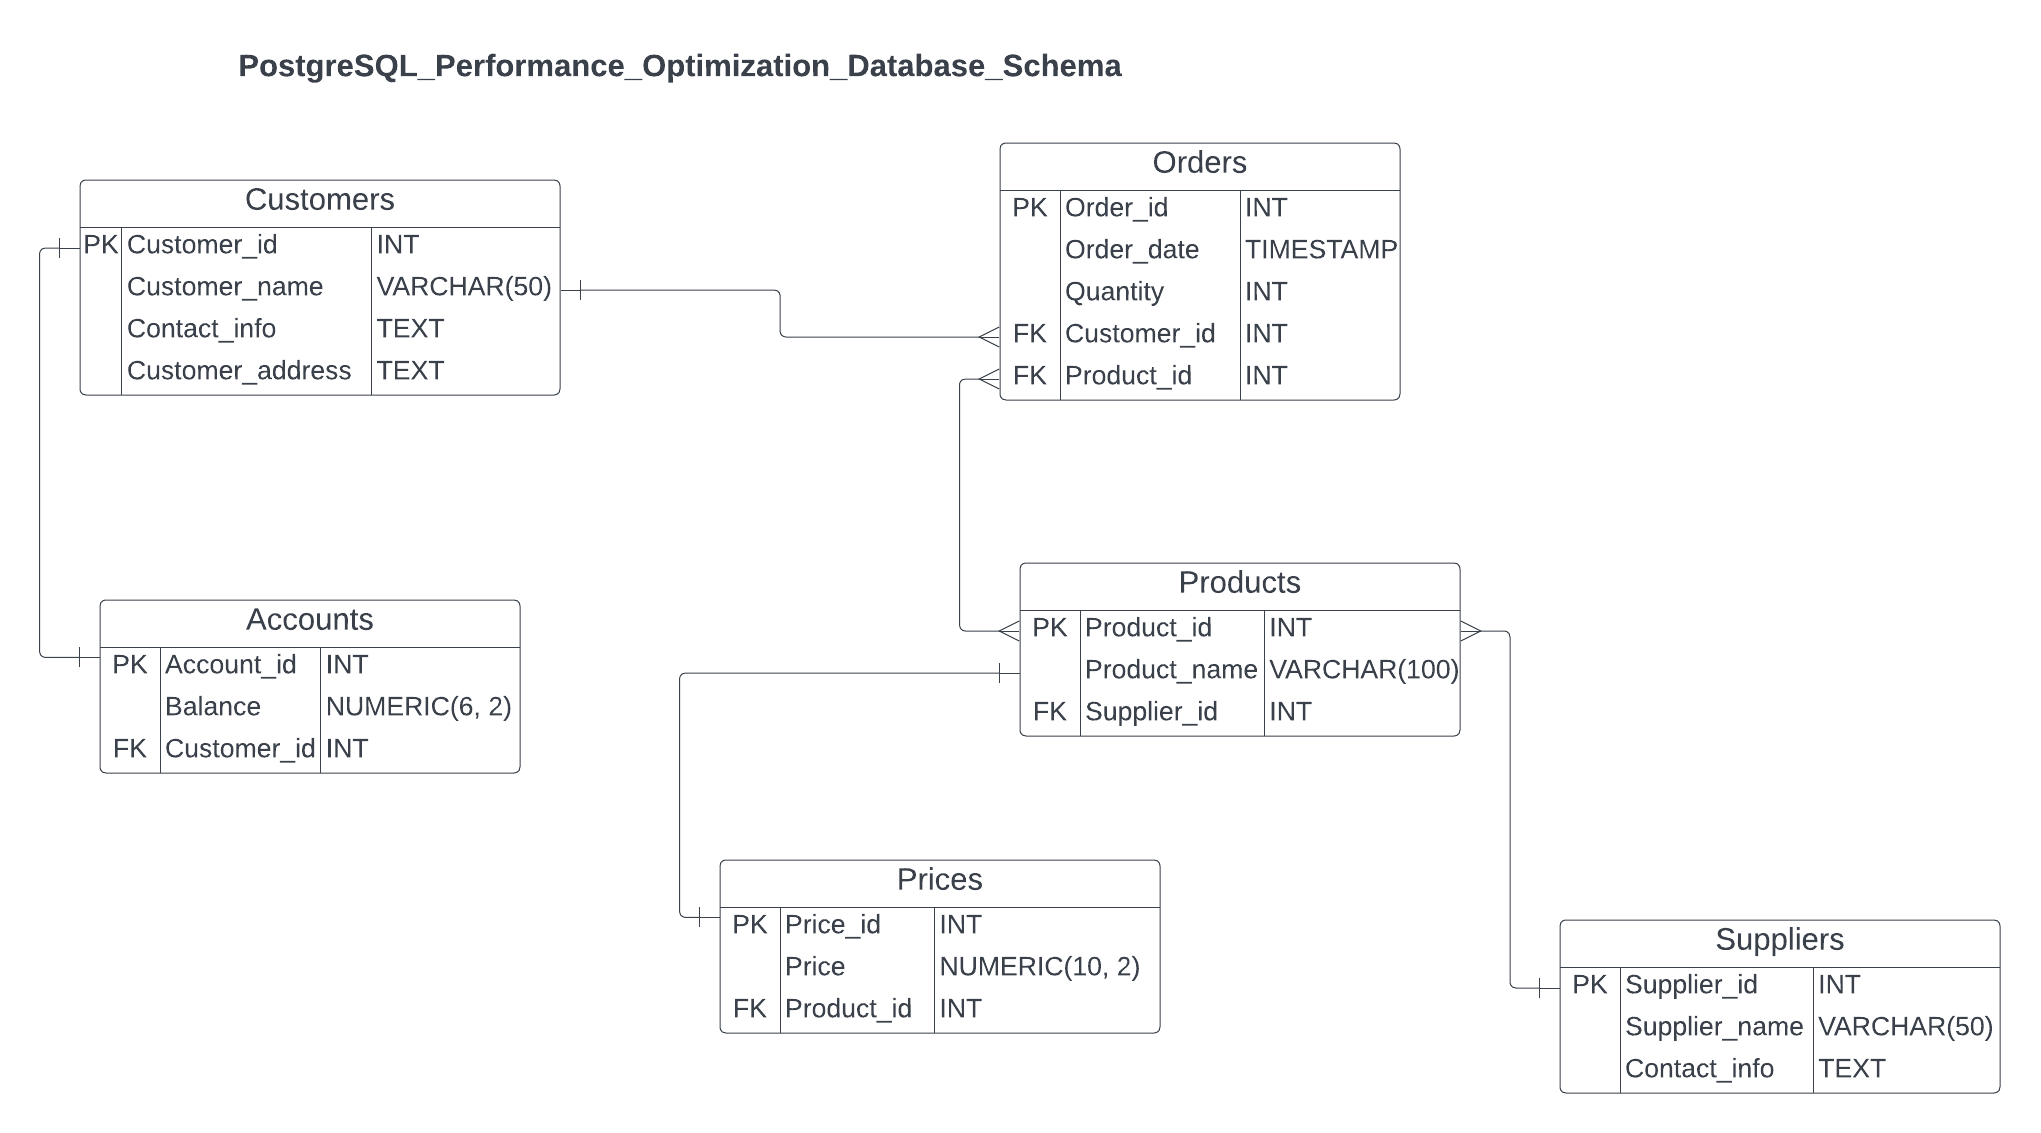 PostgreSQL_Performance_Optimization_Database_Schema
Customers
PK Customer_id INT
Customer_name VARCHAR(50)
Contact_info TEXT
Customer_address TEXT
Orders
PK Order_id INT
Order_date TIMESTAMP
Quantity INT
FK Customer_id INT
FK Product_id INT
Accounts
PK Account_id INT
Balance NUMERIC(6, 2)
FK Customer_id INT
Products
PK Product_id INT
Product_name VARCHAR(100)
FK Supplier_id INT
Prices
PK Price_id INT
Price NUMERIC(10, 2)
FK Product_id INT
Suppliers
PK Supplier_id INT
Supplier_name VARCHAR(50)
Contact_info TEXT